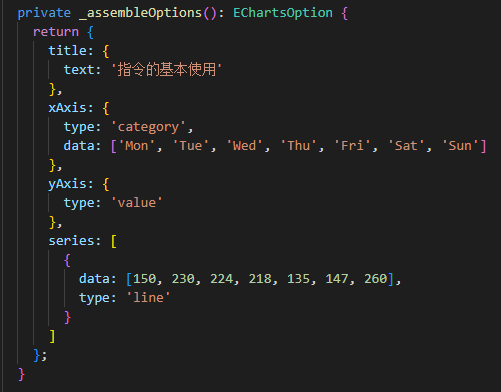 private _assembleOptions(): EChartsOption {
return {
title: {
text: '指令的基本使用'
},
xAxis: {
type: 'category',
data: ['Mon', 'Tue', 'Wed', 'Thu', 'Fri', 'Sat', 'Sun']
},
yAxis: {
type: 'value'
},
series: [
{
data: [150, 230, 224, 218, 135, 147, 260],
type: 'line'
}
]
};
}